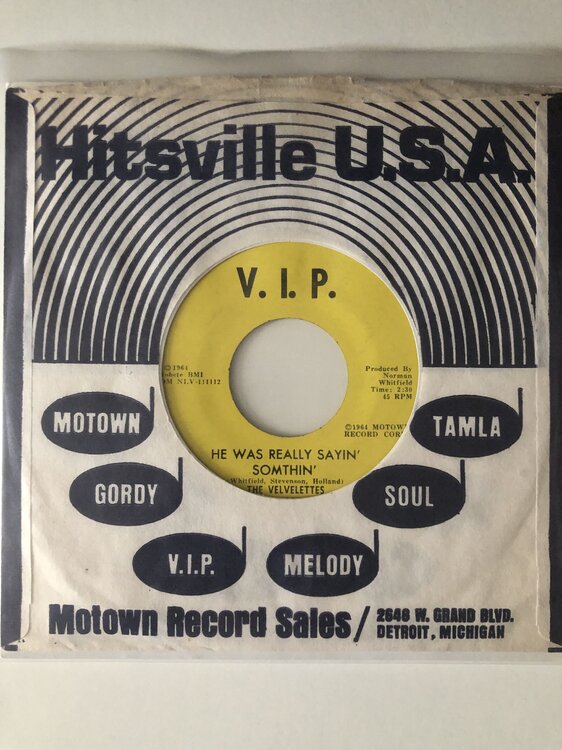 Hitsville U.S.A.
V. I. P.
© 1964
BMI
Produced By
Norman
Whitfield
Time: 2:30
45 RPM
© 1964 MOTOWN
RECORD CORP.
HE WAS REALLY SAYIN'
SOMTHIN'
(Whitfield, Stevenson, Holland)
THE VELVELETTES
MOTOWN
TAMLA
GORDY
SOUL
V.I.P.
MELODY
Motown Record Sales/
2648 W. GRAND BLVD.
DETROIT, MICHIGAN